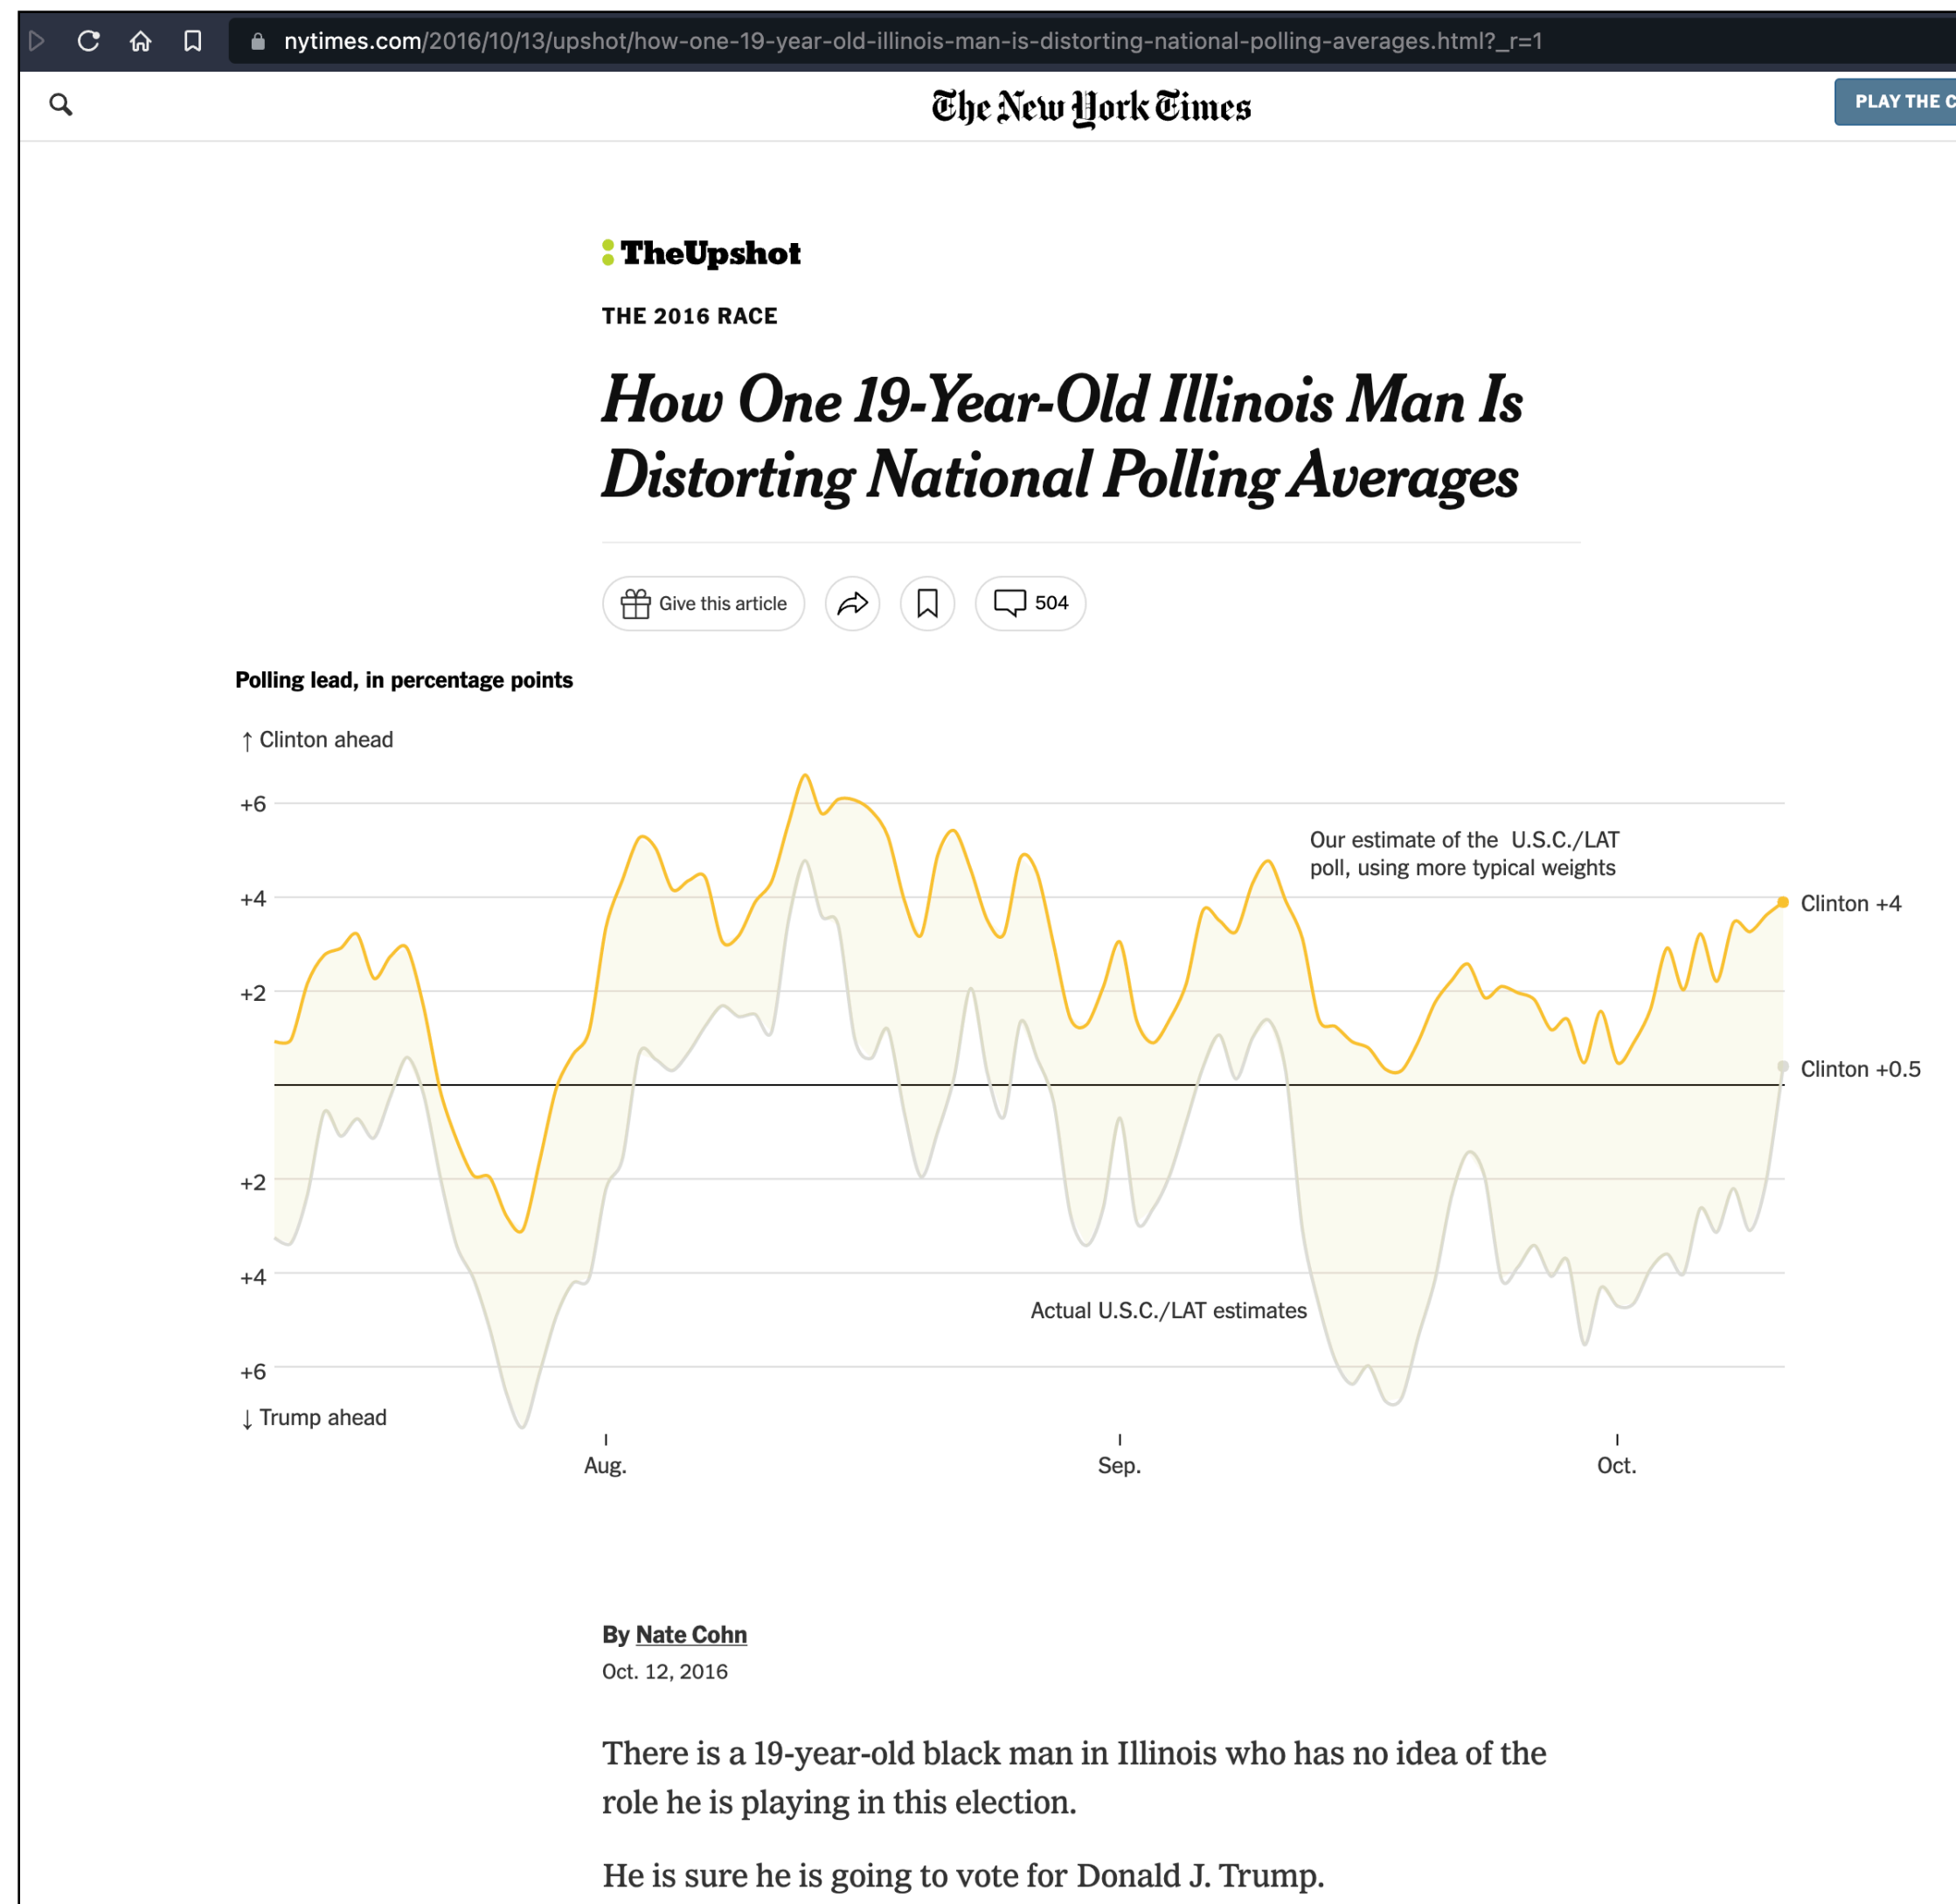 nytimes.com/2016/10/13/upshot/how-one-19-year-old-illinois-man-is-distorting-national-polling-averages.html?_r=1
The New York Times
PLAY THE C
TheUpshot
THE 2016 RACE
How One 19-Year-Old Illinois Man Is
Distorting National Polling Averages
Give this article
504
Polling lead, in percentage points
↑ Clinton ahead
+6
Our estimate of the U.S.C./LAT
poll, using more typical weights
+4
Clinton +4
+2
Clinton +0.5
+2
+4
Actual U.S.C./LAT estimates
+6
↓ Trump ahead
Aug.
Sep.
Oct.
By Nate Cohn
Oct. 12, 2016
There is a 19-year-old black man in Illinois who has no idea of the
role he is playing in this election.
He is sure he is going to vote for Donald J. Trump.